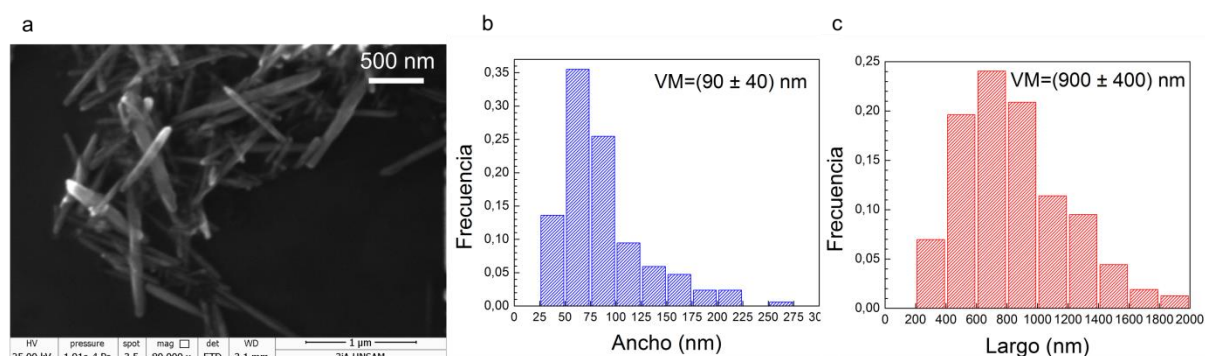 a
500 nm
HV pressure spot mag □ det WD
1 µm
b
VM=(90 ± 40) nm
Frecuencia
0,35
0,30
0,25
0,20
0,15
0,10
0,05
0,00
0 25 50 75 100 125 150 175 200 225 250 275 30
Ancho (nm)
c
VM=(900 ± 400) nm
Frecuencia
0,25
0,20
0,15
0,10
0,05
0,00
0 200 400 600 800 1000 1200 1400 1600 1800 2000
Largo (nm)